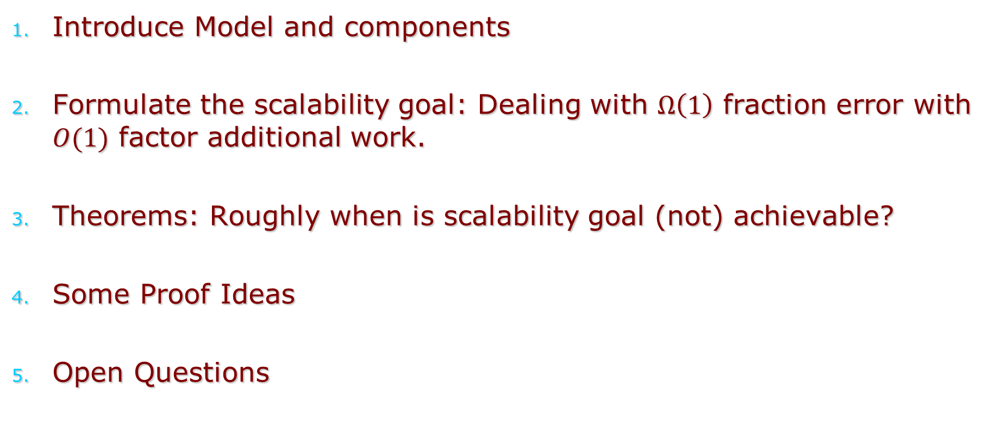 1. Introduce Model and components
2. Formulate the scalability goal: Dealing with Ω(1) fraction error with
O(1) factor additional work.
3. Theorems: Roughly when is scalability goal (not) achievable?
4. Some Proof Ideas
5. Open Questions